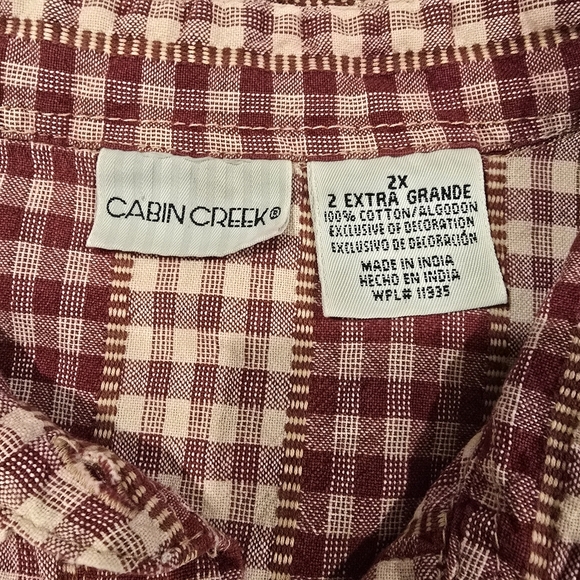 CABIN CREEK®
2X
2 EXTRA GRANDE
100% COTTON/ALGODON
EXCLUSIVE OF DECORATION
EXCLUSIVO DE DECORACIÓN
MADE IN INDIA
HECHO EN INDIA
WPL# 11935